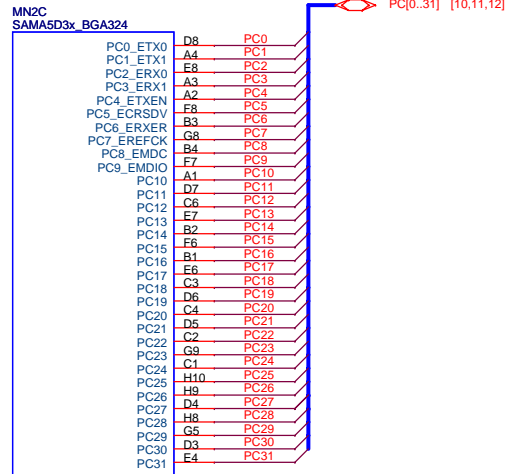 PC[0..31] [10,11,12]
MN2C
SAMA5D3x_BGA324
PC0_ETX0 D8 PC0
PC1_ETX1 A4 PC1
PC2_ERX0 E8 PC2
PC3_ERX1 A3 PC3
PC4_ETXEN A2 PC4
PC5_ECRSDV F8 PC5
PC6_ERXER B3 PC6
PC7_EREFCK G8 PC7
PC8_EMDC B4 PC8
PC9_EMDIO F7 PC9
PC10 A1 PC10
PC11 D7 PC11
PC12 C6 PC12
PC13 E7 PC13
PC14 B2 PC14
PC15 F6 PC15
PC16 B1 PC16
PC17 E6 PC17
PC18 C3 PC18
PC19 D6 PC19
PC20 C4 PC20
PC21 D5 PC21
PC22 C2 PC22
PC23 G9 PC23
PC24 C1 PC24
PC25 H10 PC25
PC26 H9 PC26
PC27 D4 PC27
PC28 H8 PC28
PC29 G5 PC29
PC30 D3 PC30
PC31 E4 PC31